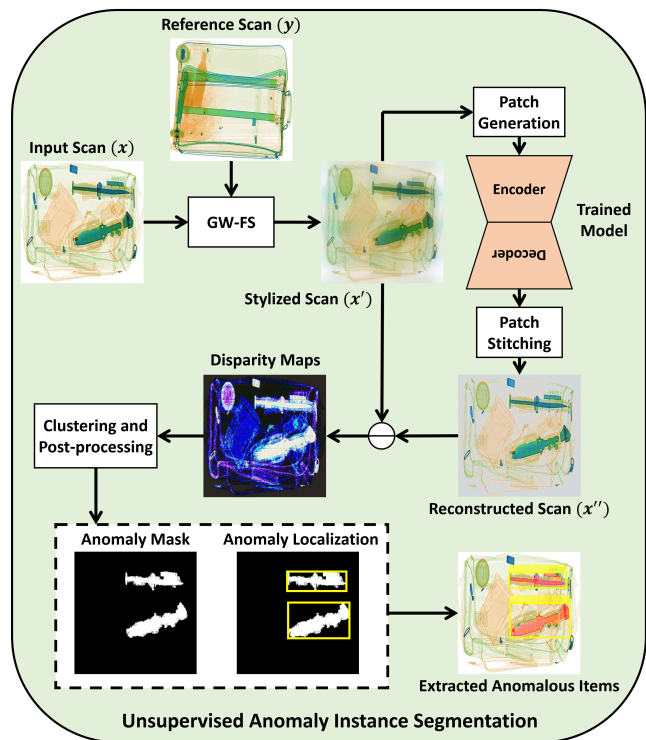 Reference Scan (y)
Input Scan (x)
GW-FS
Stylized Scan (x′)
Patch
Generation
Encoder
Decoder
Trained
Model
Patch
Stitching
Reconstructed Scan (x′′)
Disparity Maps
Clustering and
Post-processing
Anomaly Mask
Anomaly Localization
Extracted Anomalous Items
Unsupervised Anomaly Instance Segmentation